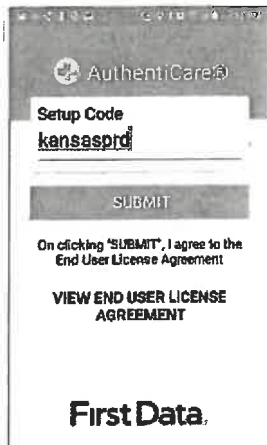 AuthentiCare®
Setup Code
kansasprd
SUBMIT
On clicking 'SUBMIT', I agree to the
End User License Agreement
VIEW END USER LICENSE
AGREEMENT
First Data.